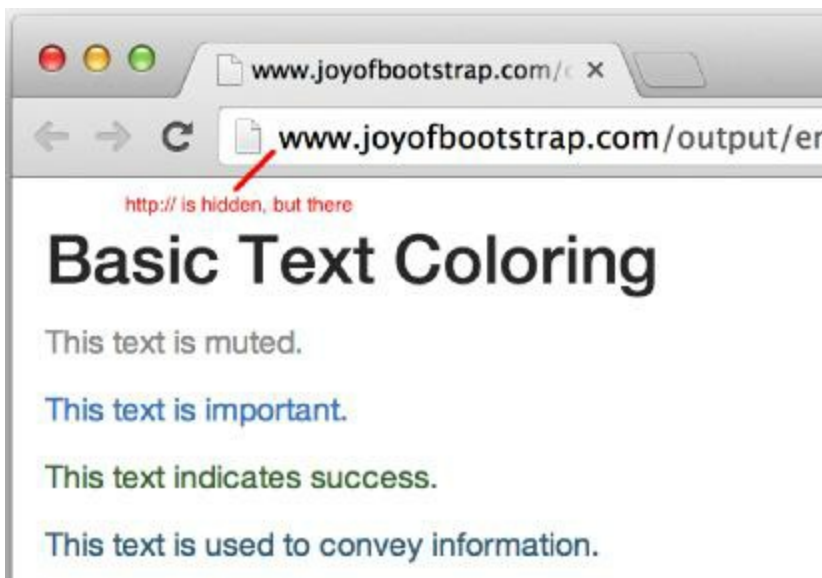 www.joyofbootstrap.com/
www.joyofbootstrap.com/output/er
http:// is hidden, but there
Basic Text Coloring
This text is muted.
This text is important.
This text indicates success.
This text is used to convey information.